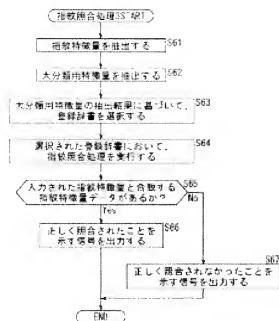 指紋照合処理3START
指紋特徴量を抽出する
S61
大分類用特徴量を抽出する
S62
大分類用特徴量の抽出結果に基づいて、
登録辞書を選択する
S63
選択された登録辞書において、
指紋照合処理を実行する
S64
入力された指紋特徴量と合致する
指紋特徴量データがあるか？
S65
Yes
No
正しく照合されたことを
示す信号を出力する
S66
正しく照合されなかったことを
示す信号を出力する
S67
END